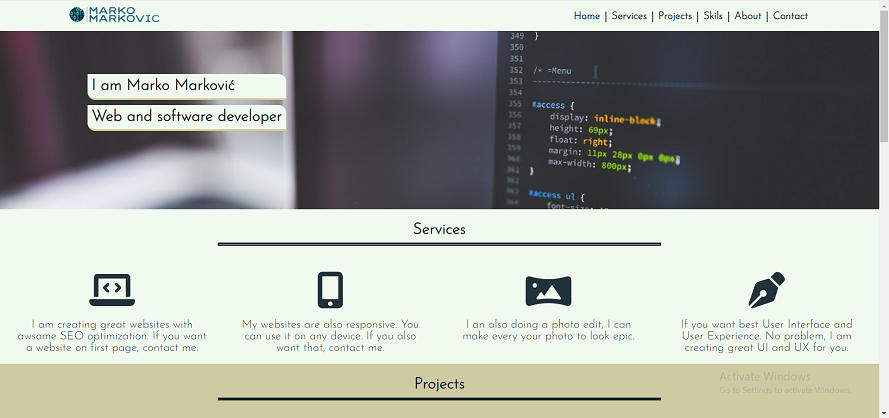 MARKO
MARKOVIC
Home | Services | Projects | Skils | About | Contact
I am Marko Marković
Web and software developer
349 }
350
351
352 /* =Menu
353 ----------------------------
354
355 #access {
356 display: inline-block;
357 height: 69px;
358 float: right;
359 margin: 11px 28px 0px 0px;
360 max-width: 800px;
361 }
362
363 #access ul {
364
Services
I am creating great websites with
awsome SEO optimization. If you want
a website on first page, contact me.
My websites are also responsive. You
can use it on any device. If you also
want that, contact me.
I an also doing a photo edit, I can
make every your photo to look epic.
If you want best User Interface and
User Experience. No problem, I am
creating great UI and UX for you.
Projects
Activate Windows
Go to Settings to activate Windows.